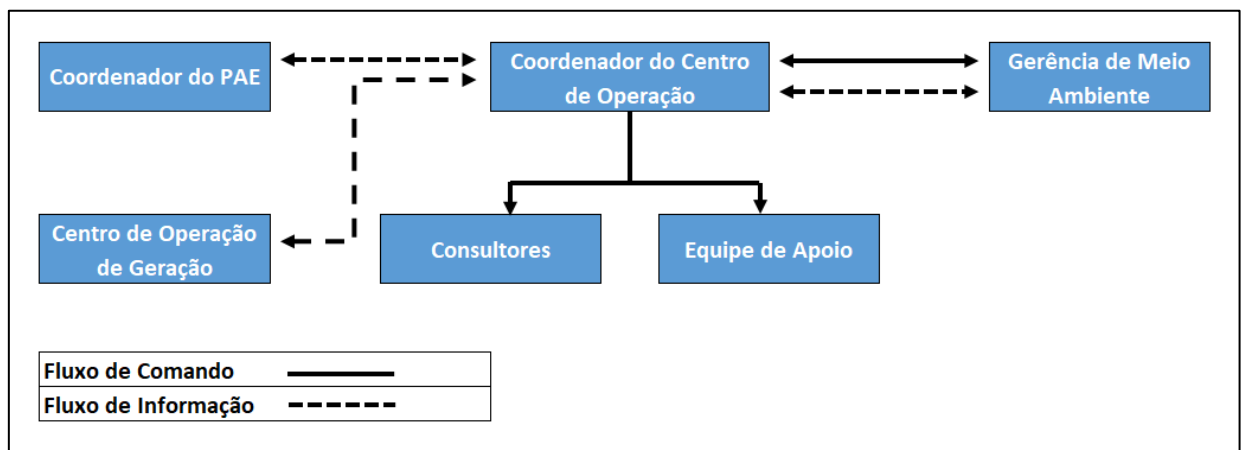 Coordenador do PAE
Coordenador do Centro
de Operação
Gerência de Meio
Ambiente
Centro de Operação
de Geração
Consultores
Equipe de Apoio
Fluxo de Comando
Fluxo de Informação